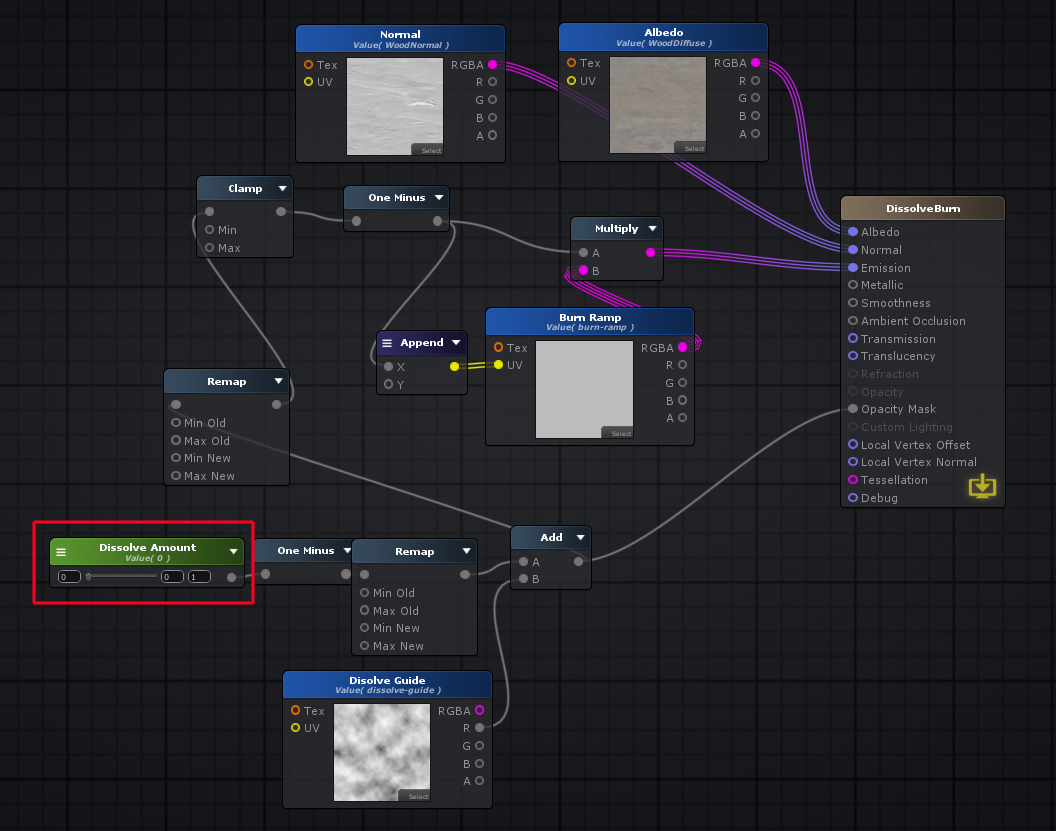 Normal
Value( WoodNormal )
Tex
UV
RGBA
R
G
B
A
Select
Albedo
Value( WoodDiffuse )
Tex
UV
RGBA
R
G
B
A
Select
Clamp
Min
Max
One Minus
Multiply
A
B
DissolveBurn
Albedo
Normal
Emission
Metallic
Smoothness
Ambient Occlusion
Transmission
Translucency
Refraction
Opacity
Opacity Mask
Custom Lighting
Local Vertex Offset
Local Vertex Normal
Tessellation
Debug
Append
X
Y
Burn Ramp
Value( burn-ramp )
Tex
UV
RGBA
R
G
B
A
Select
Remap
Min Old
Max Old
Min New
Max New
Dissolve Amount
Value( 0 )
0
0
1
One Minus
Remap
Min Old
Max Old
Min New
Max New
Add
A
B
Disolve Guide
Value( dissolve-guide )
Tex
UV
RGBA
R
G
B
A
Select